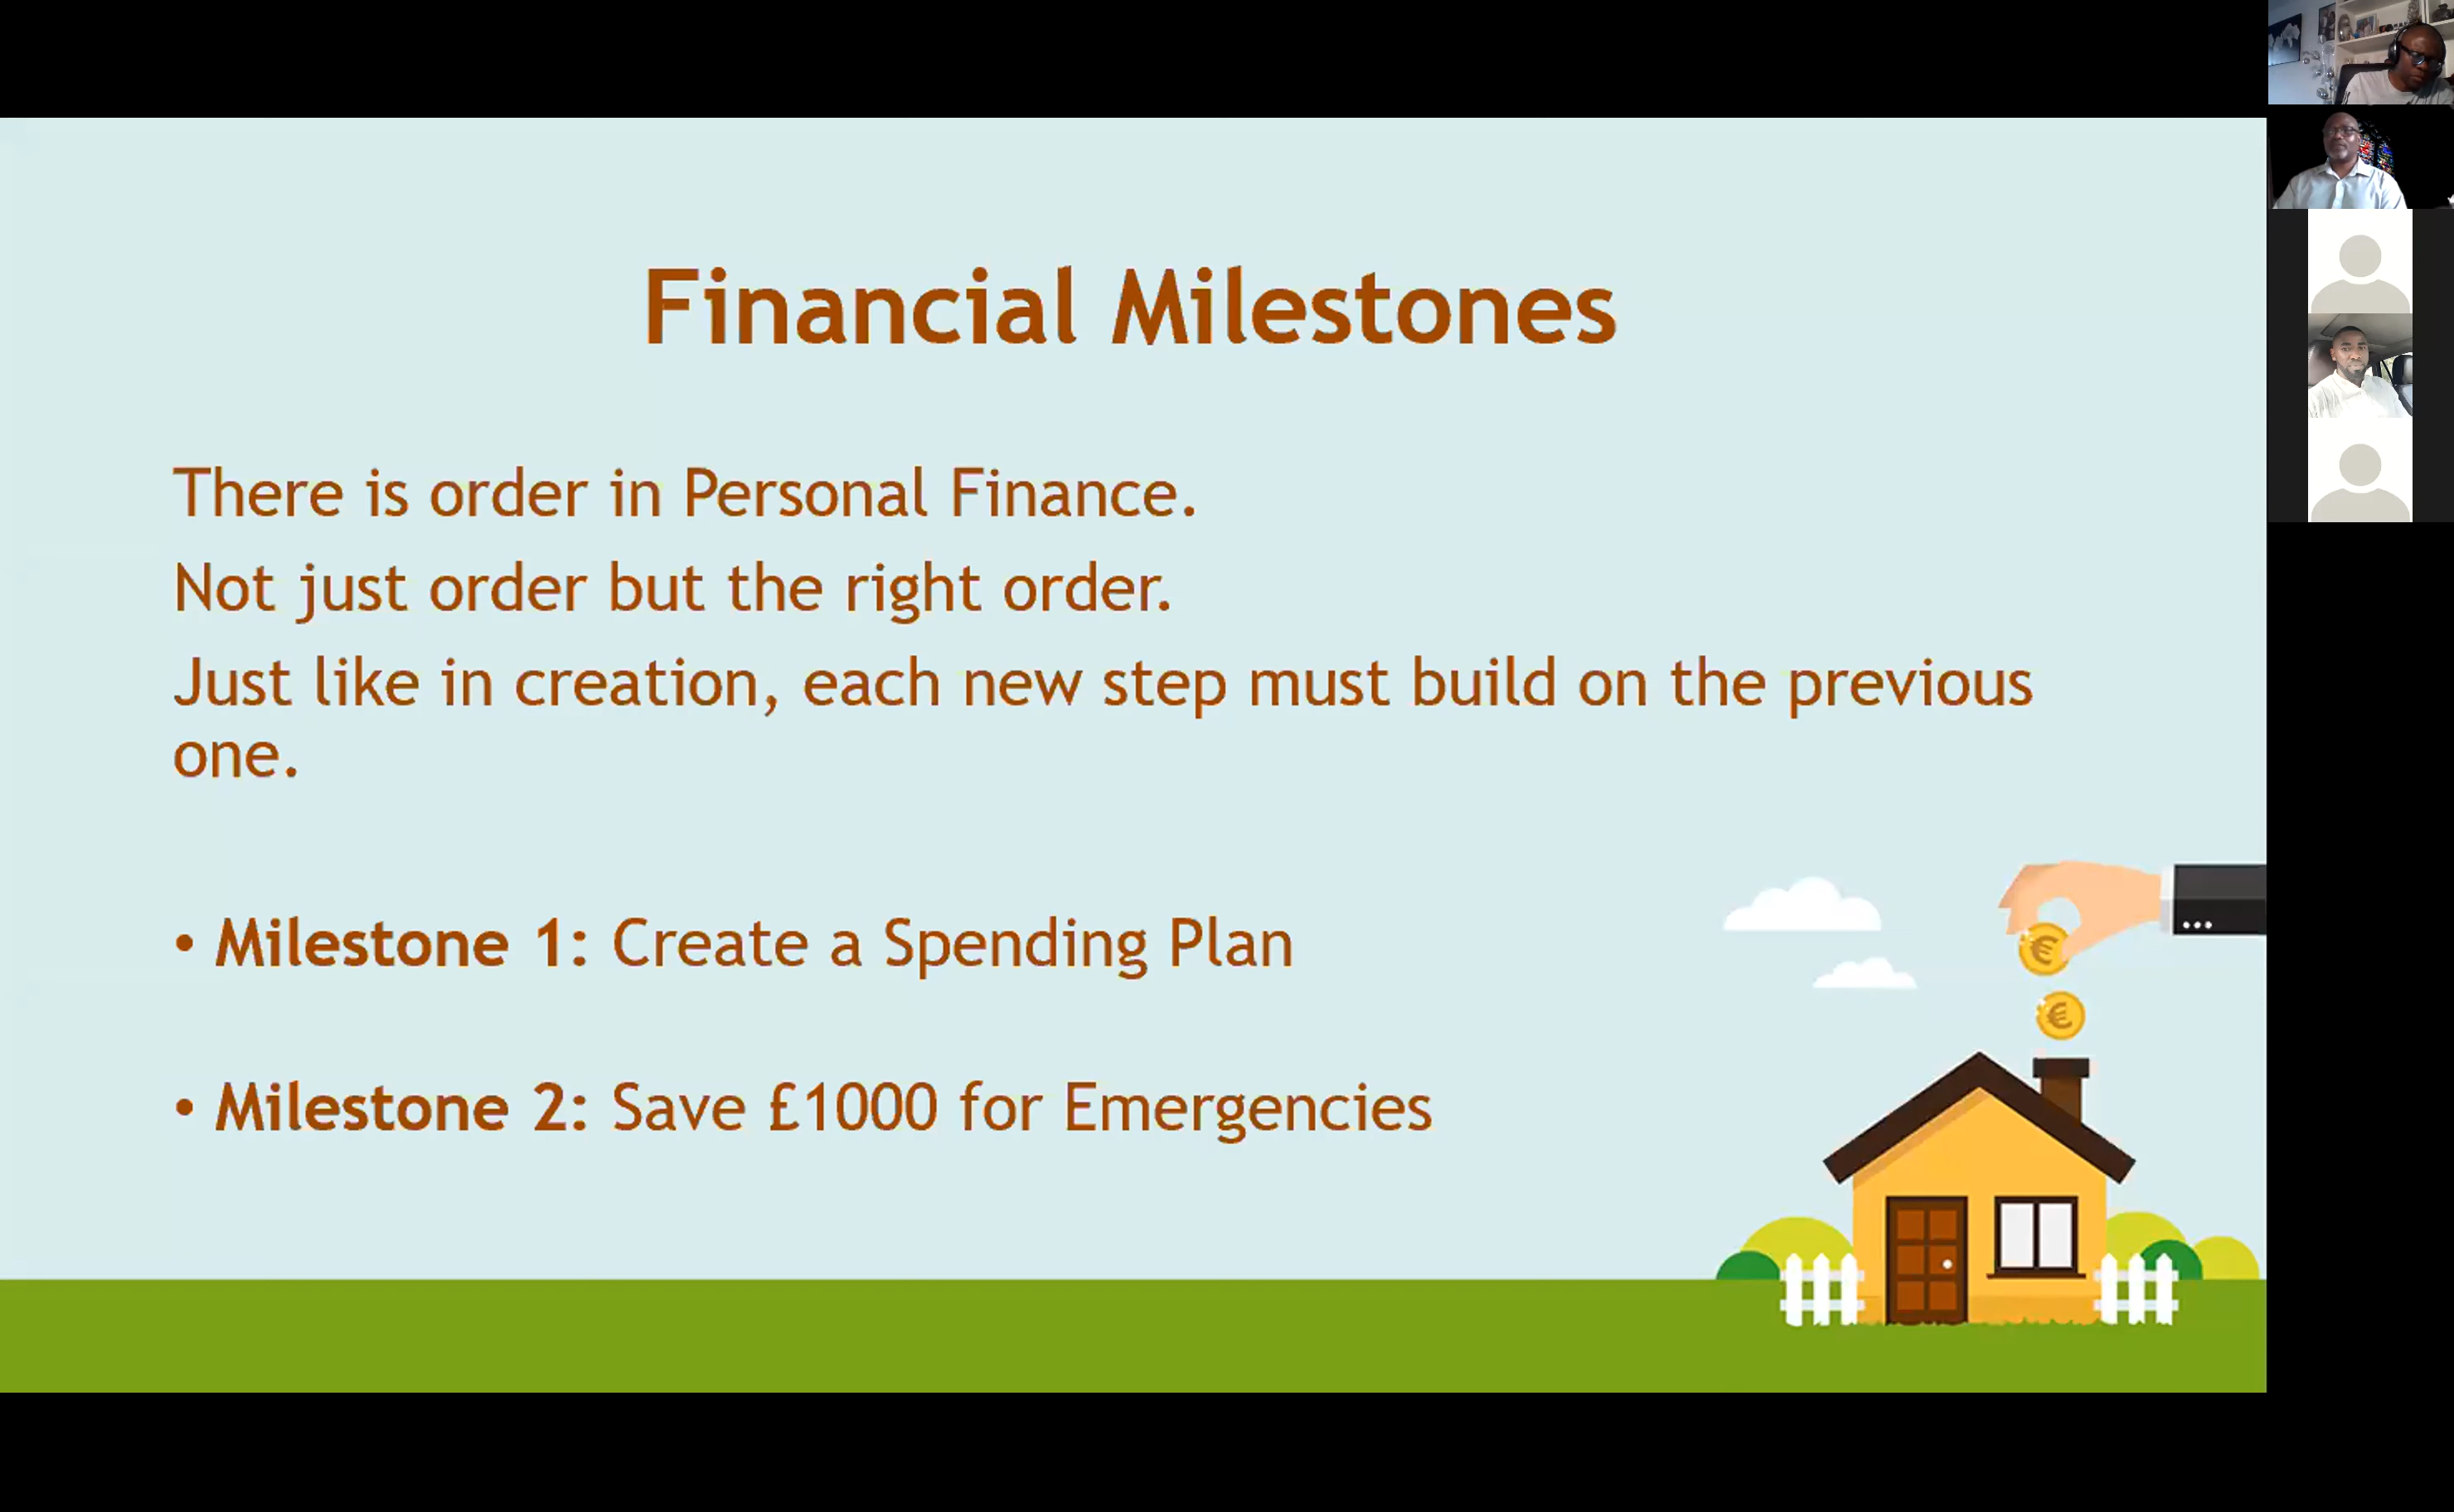 Financial Milestones
There is order in Personal Finance.
Not just order but the right order.
Just like in creation, each new step must build on the previous
one.
• Milestone 1: Create a Spending Plan
• Milestone 2: Save £1000 for Emergencies
€
€